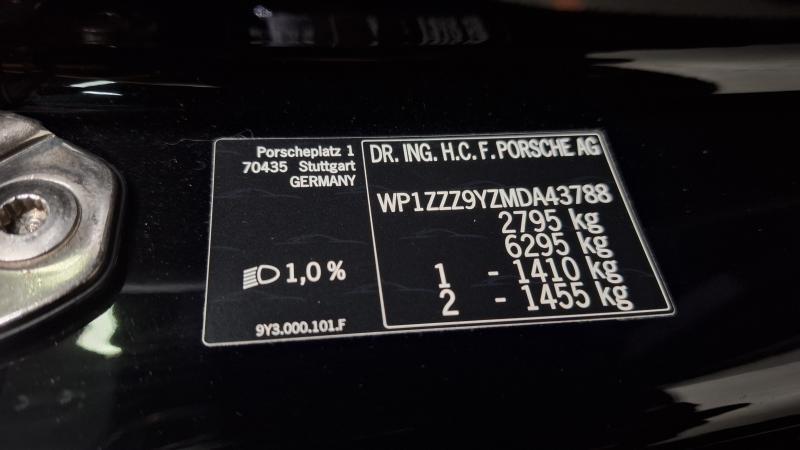 Porscheplatz 1
70435 Stuttgart
GERMANY
1,0 %
9Y3.000.101.F
DR. ING. H.C. F. PORSCHE AG
WP1ZZZ9YZMDA43788
2795 kg
6295 kg
1 - 1410 kg
2 - 1455 kg